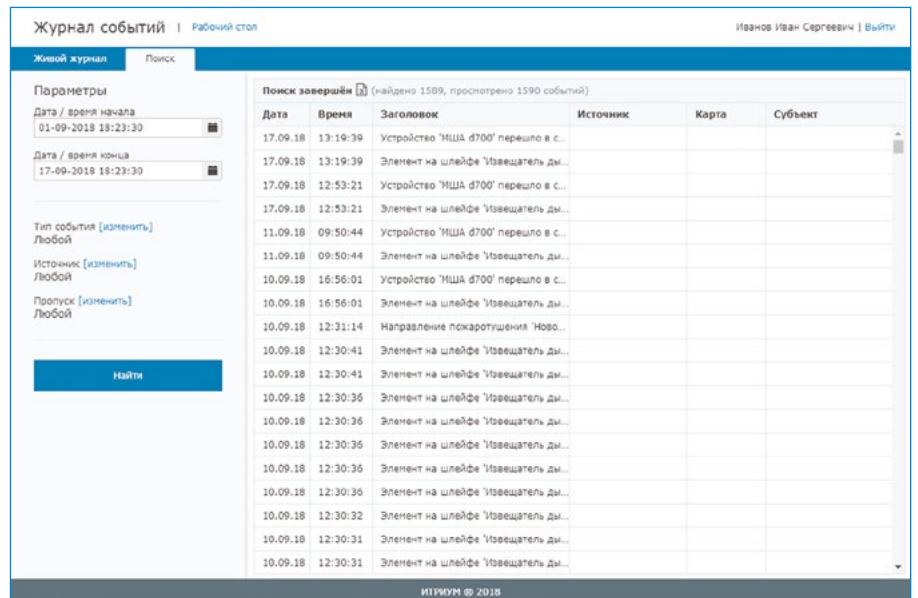 Журнал событий | Рабочий стол
Иванов Иван Сергеевич | Выйти
Живой журнал Поиск
Параметры
Дата / время начала
01-09-2018 18:23:30
Дата / время конца
17-09-2018 18:23:30
Тип события [изменить]
Любой
Источник [изменить]
Любой
Пропуск [изменить]
Любой
Найти
Поиск завершён (найдено 1589, просмотрено 1590 событий)
Дата Время Заголовок Источник Карта Субъект
17.09.18 13:19:39 Устройство 'МША d700' перешло в с...
17.09.18 13:19:39 Элемент на шлейфе 'Извещатель ды...
17.09.18 12:53:21 Устройство 'МША d700' перешло в с...
17.09.18 12:53:21 Элемент на шлейфе 'Извещатель ды...
11.09.18 09:50:44 Устройство 'МША d700' перешло в с...
11.09.18 09:50:44 Элемент на шлейфе 'Извещатель ды...
10.09.18 16:56:01 Устройство 'МША d700' перешло в с...
10.09.18 16:56:01 Элемент на шлейфе 'Извещатель ды...
10.09.18 12:31:14 Направление пожаротушения 'Ново...
10.09.18 12:30:41 Элемент на шлейфе 'Извещатель ды...
10.09.18 12:30:41 Элемент на шлейфе 'Извещатель ды...
10.09.18 12:30:36 Элемент на шлейфе 'Извещатель ды...
10.09.18 12:30:36 Элемент на шлейфе 'Извещатель ды...
10.09.18 12:30:36 Элемент на шлейфе 'Извещатель ды...
10.09.18 12:30:36 Элемент на шлейфе 'Извещатель ды...
10.09.18 12:30:36 Элемент на шлейфе 'Извещатель ды...
10.09.18 12:30:32 Элемент на шлейфе 'Извещатель ды...
10.09.18 12:30:31 Элемент на шлейфе 'Извещатель ды...
10.09.18 12:30:31 Элемент на шлейфе 'Извещатель ды...
ИТРИУМ ® 2018